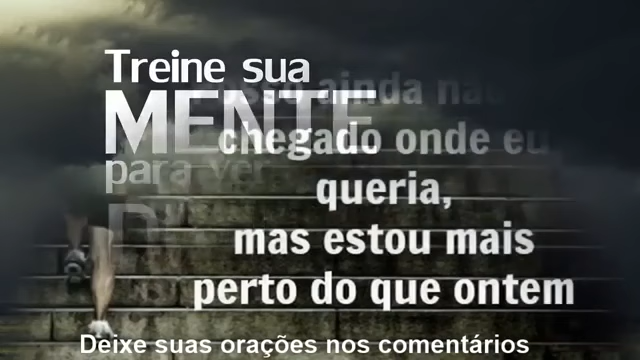 Treine sua
MENTE
para ver
ainda
chegado onde eu
queria,
mas estou mais
perto do que ontem
Deixe suas orações nos comentários